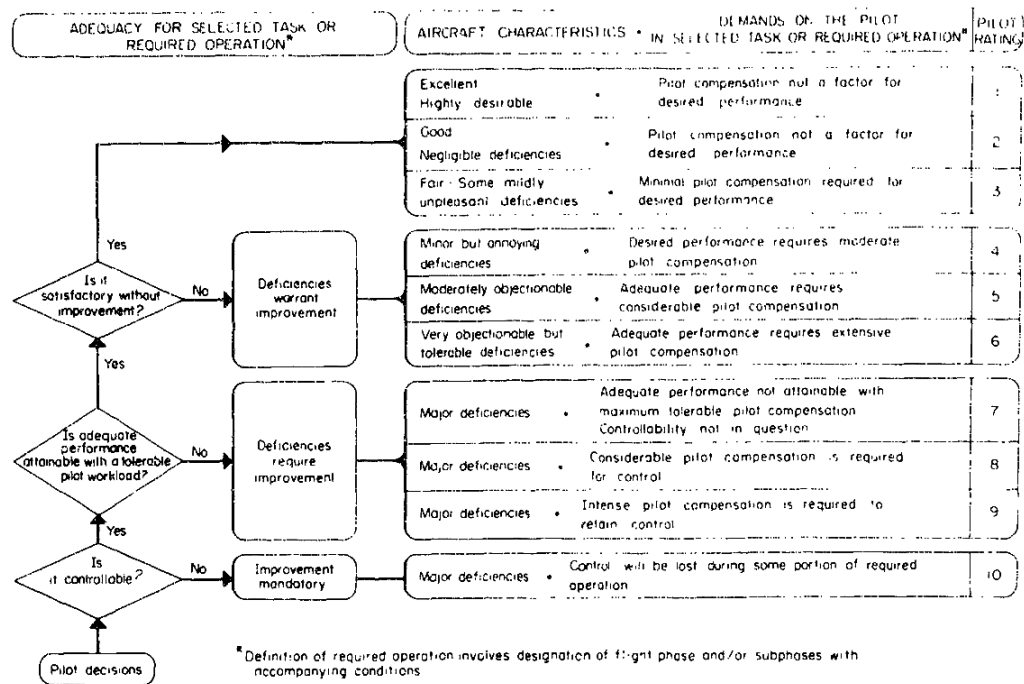 ADEQUACY FOR SELECTED TASK OR
REQUIRED OPERATION*
AIRCRAFT CHARACTERISTICS •
DEMANDS ON THE PILOT
IN SELECTED TASK OR REQUIRED OPERATION*
PILOT
RATING
Excellent
Highly desirable •
Pilot compensation not a factor for
desired performance
1
Good
Negligible deficiencies •
Pilot compensation not a factor for
desired performance
2
Fair - Some mildly
unpleasant deficiencies •
Minimal pilot compensation required for
desired performance
3
Yes
Is it
satisfactory without
improvement?
No
Deficiencies
warrant
improvement
Minor but annoying
deficiencies •
Desired performance requires moderate
pilot compensation
4
Moderately objectionable
deficiencies •
Adequate performance requires
considerable pilot compensation
5
Very objectionable but
tolerable deficiencies •
Adequate performance requires extensive
pilot compensation
6
Yes
Is adequate
performance
attainable with a tolerable
pilot workload?
No
Deficiencies
require
improvement
Major deficiencies •
Adequate performance not attainable with
maximum tolerable pilot compensation
Controllability not in question
7
Major deficiencies •
Considerable pilot compensation is required
for control
8
Major deficiencies •
Intense pilot compensation is required to
retain control
9
Yes
Is
it controllable?
No
Improvement
mandatory
Major deficiencies •
Control will be lost during some portion of required
operation
10
Pilot decisions
*Definition of required operation involves designation of flight phase and/or subphases with
accompanying conditions